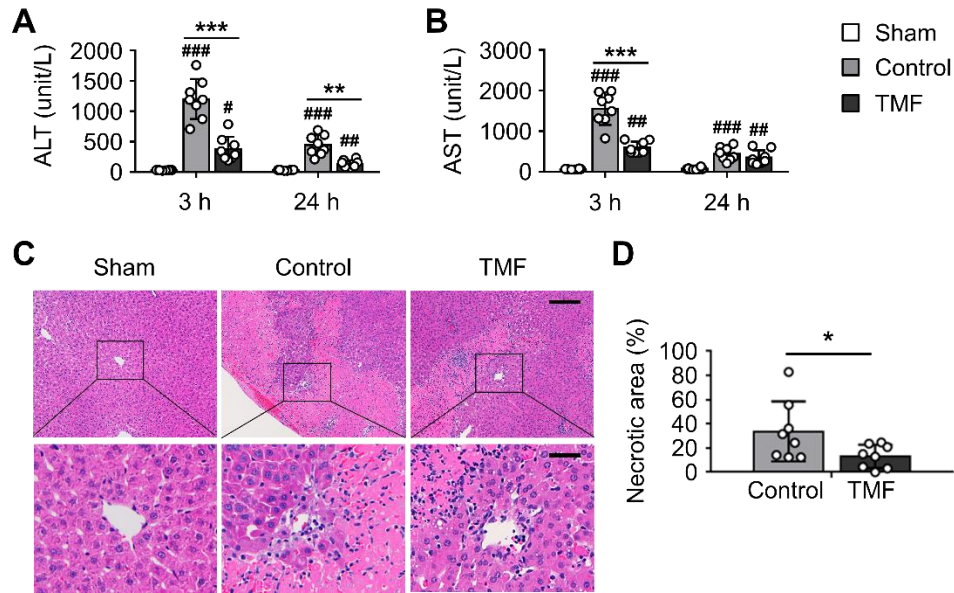 A
ALT (unit/L)
2000
1500
1000
500
0
***
###
#
**
###
##
3 h
24 h
B
AST (unit/L)
3000
2000
1000
0
***
###
##
###
##
3 h
24 h
Sham
Control
TMF
C
Sham
Control
TMF
D
Necrotic area (%)
100
80
60
40
20
0
*
Control
TMF